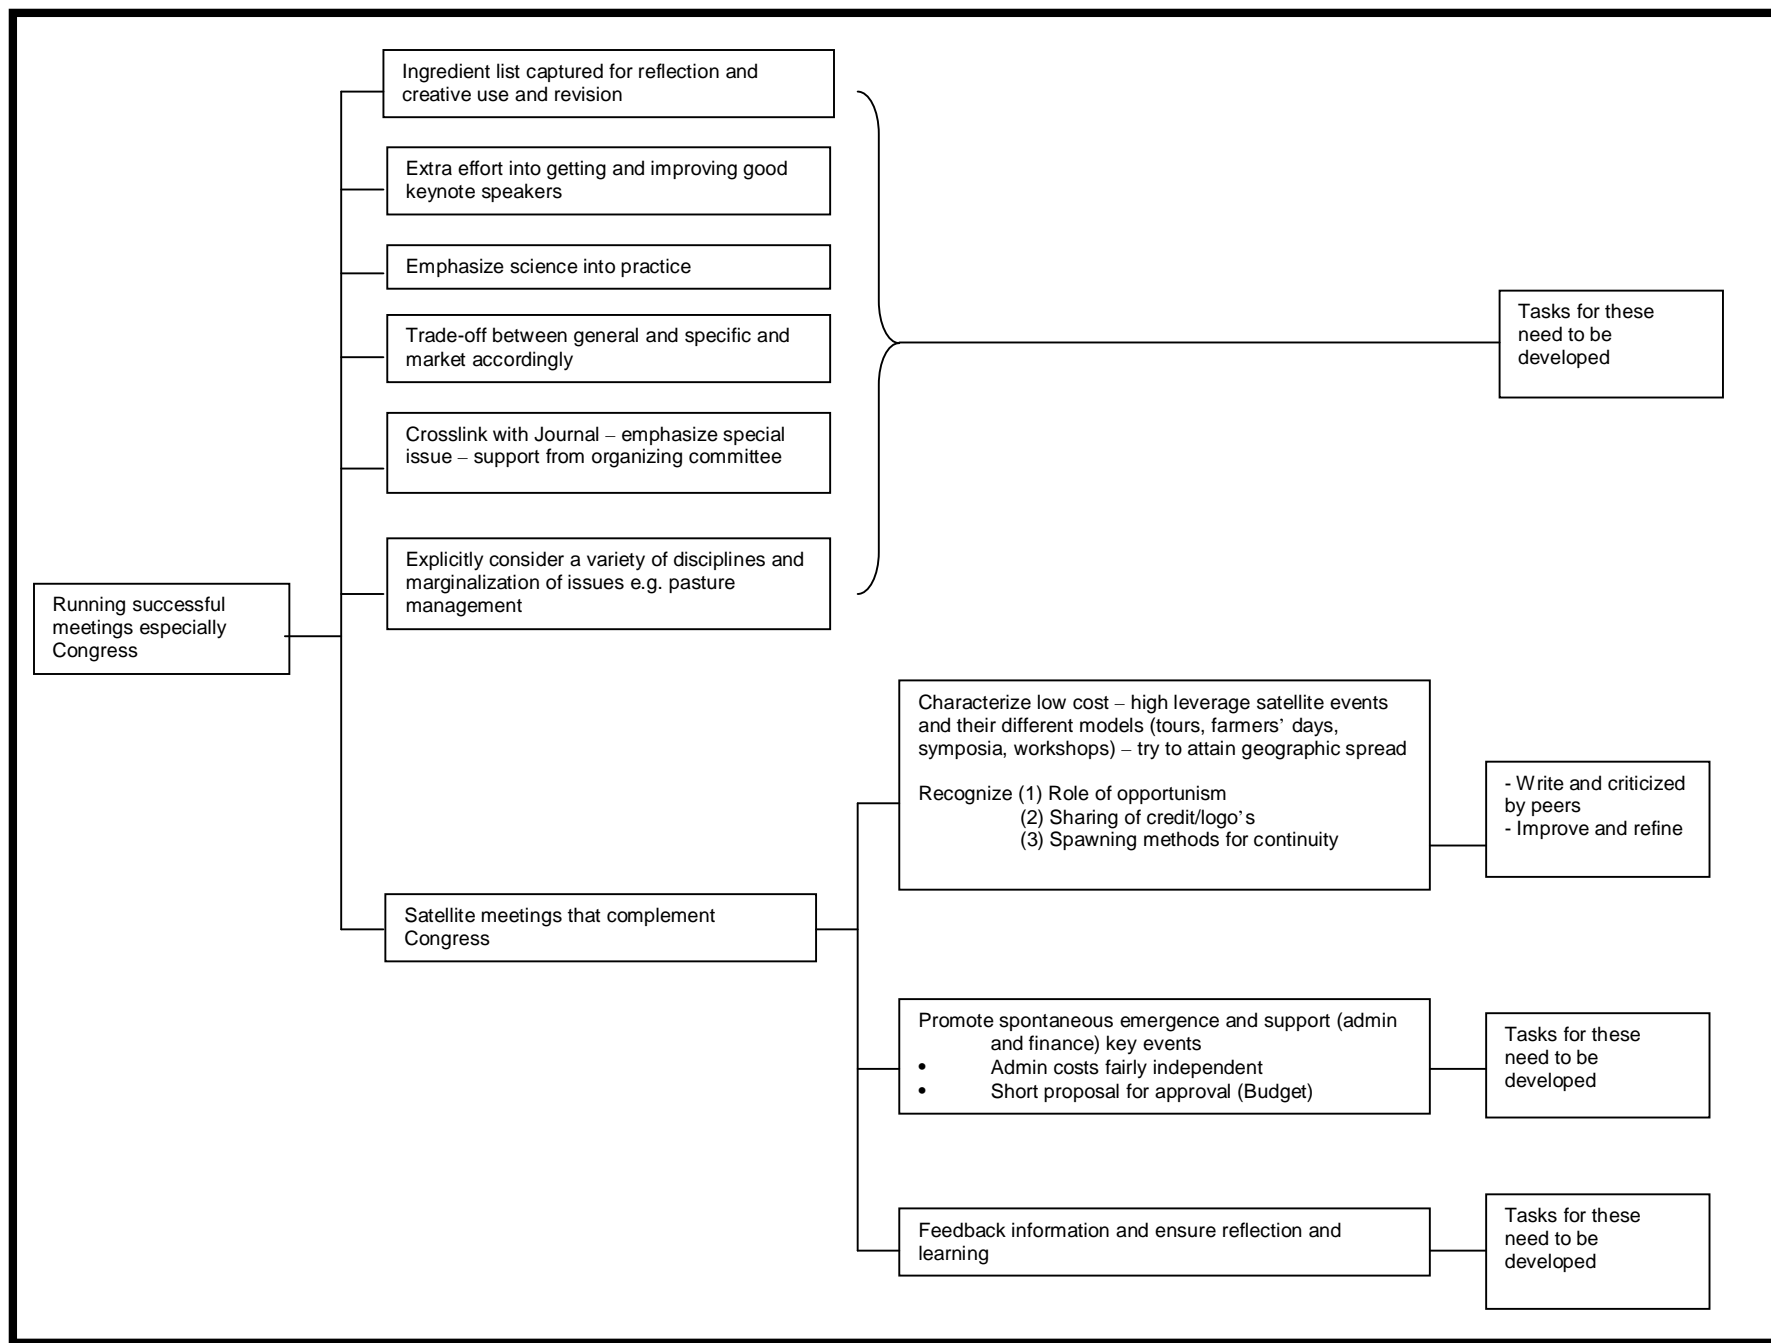 Ingredient list captured for reflection and
creative use and revision
Extra effort into getting and improving good
keynote speakers
Emphasize science into practice
Trade-off between general and specific and
market accordingly
Tasks for these
need to be
developed
Crosslink with Journal – emphasize special
issue – support from organizing committee
Explicitly consider a variety of disciplines and
marginalization of issues e.g. pasture
management
Running successful
meetings especially
Congress
Characterize low cost – high leverage satellite events
and their different models (tours, farmers’ days,
symposia, workshops) – try to attain geographic spread
Recognize (1) Role of opportunism
(2) Sharing of credit/logo’s
(3) Spawning methods for continuity
- Write and criticized
by peers
- Improve and refine
Satellite meetings that complement
Congress
Promote spontaneous emergence and support (admin
and finance) key events
• Admin costs fairly independent
• Short proposal for approval (Budget)
Tasks for these
need to be
developed
Feedback information and ensure reflection and
learning
Tasks for these
need to be
developed